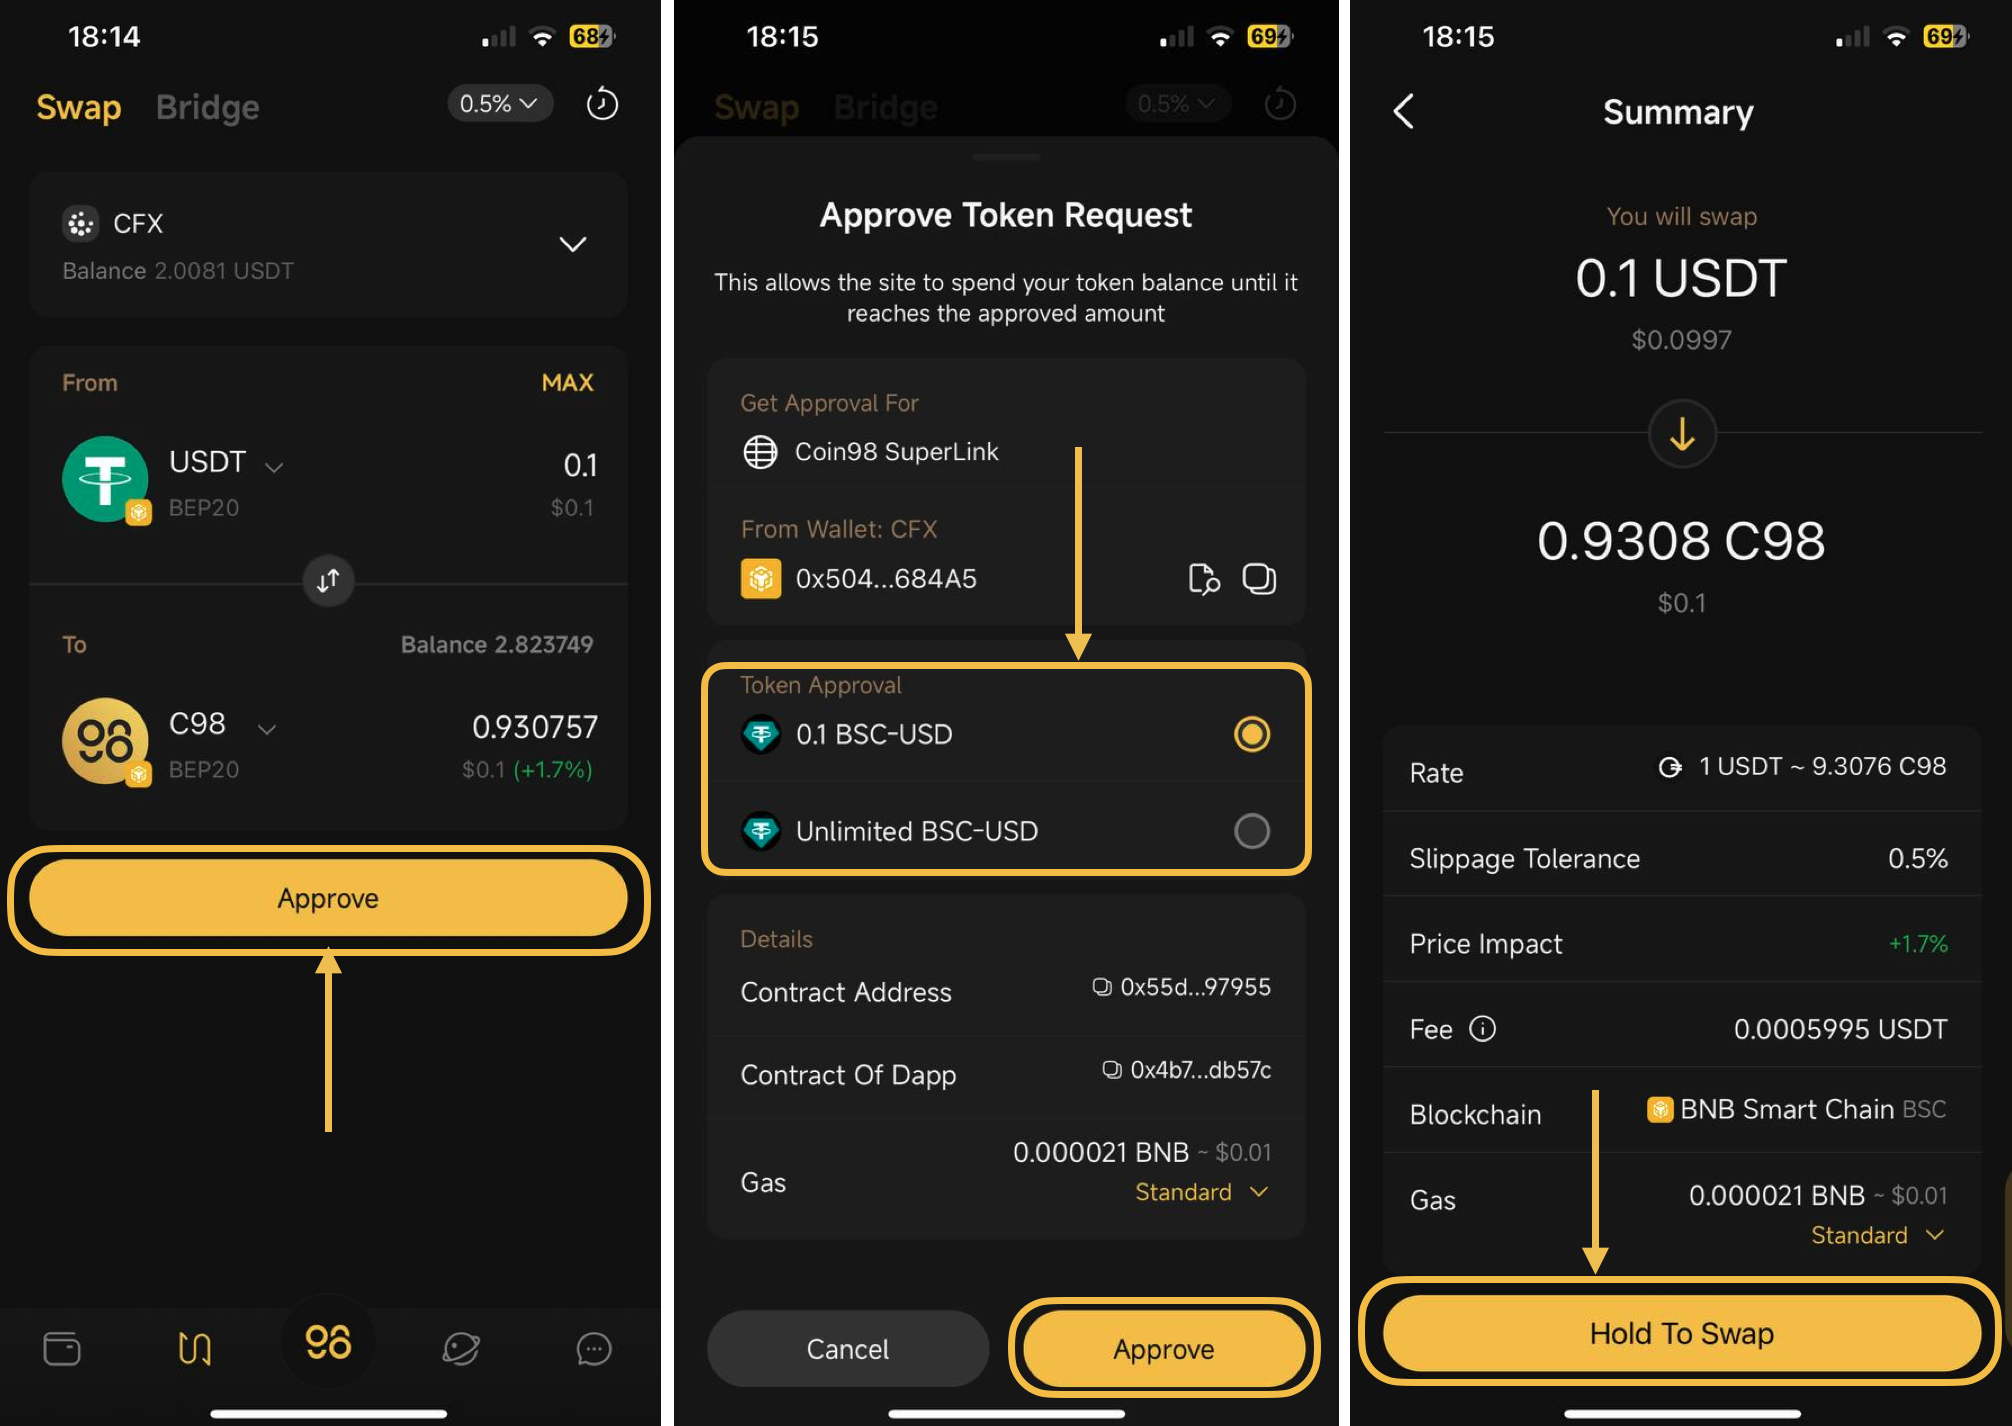 18:14
68
Swap
Bridge
0.5%
CFX
Balance 2.0081 USDT
From
MAX
USDT
0.1
BEP20
$0.1
To
Balance 2.823749
C98
0.930757
BEP20
$0.1 (+1.7%)
Approve
18:15
69
Swap
Bridge
0.5%
Approve Token Request
This allows the site to spend your token balance until it
reaches the approved amount
Get Approval For
Coin98 SuperLink
From Wallet: CFX
0x504...684A5
Token Approval
0.1 BSC-USD
Unlimited BSC-USD
Details
Contract Address
0x55d...97955
Contract Of Dapp
0x4b7...db57c
Gas
0.000021 BNB ~ $0.01
Standard
Cancel
Approve
18:15
69
Summary
You will swap
0.1 USDT
$0.0997
0.9308 C98
$0.1
Rate
1 USDT ~ 9.3076 C98
Slippage Tolerance
0.5%
Price Impact
+1.7%
Fee
0.0005995 USDT
Blockchain
BNB Smart Chain BSC
Gas
0.000021 BNB ~ $0.01
Standard
Hold To Swap